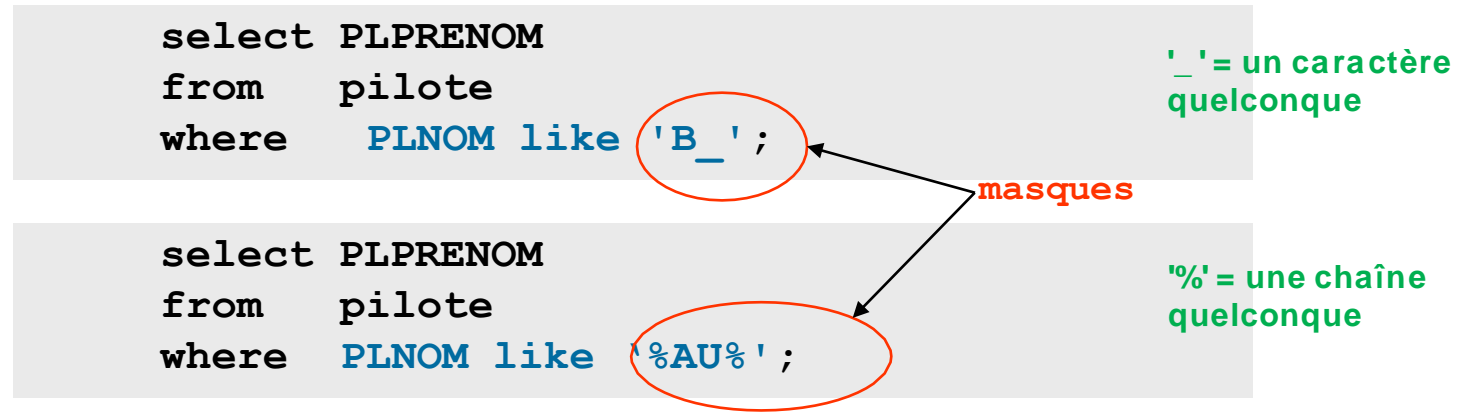 select PLPRENOM
from pilote
where PLNOM like 'B_';
'_' = un caractère
quelconque
masques
select PLPRENOM
from pilote
where PLNOM like '%AU%';
'%' = une chaîne
quelconque